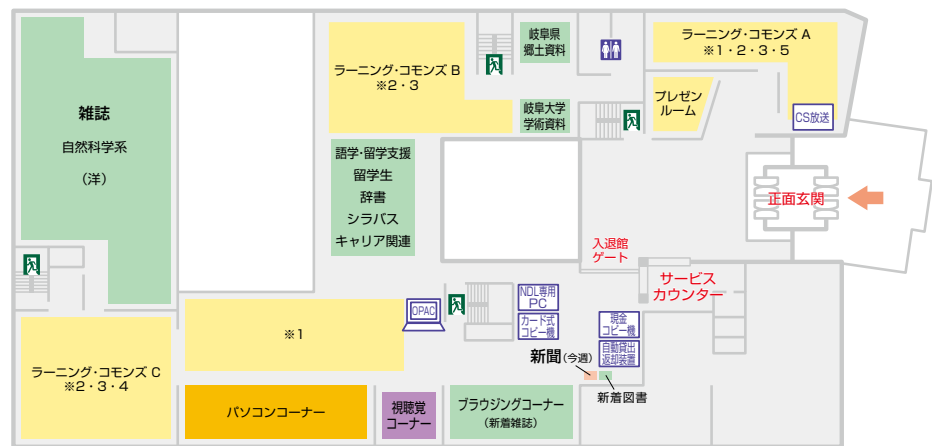 雑誌
自然科学系
(洋)
ラーニング・コモンズ B
※2・3
岐阜県
郷土資料
ラーニング・コモンズ A
※1・2・3・5
プレゼン
ルーム
CS放送
岐阜大学
学術資料
語学・留学支援
留学生
辞書
シラバス
キャリア関連
正面玄関
入退館
ゲート
サービス
カウンター
NDL専用
PC
カード式
コピー機
OPAC
現金
コピー機
自動貸出
返却装置
※1
新聞(今週)
新着図書
ラーニング・コモンズ C
※2・3・4
パソコンコーナー
視聴覚
コーナー
ブラウジングコーナー
(新着雑誌)